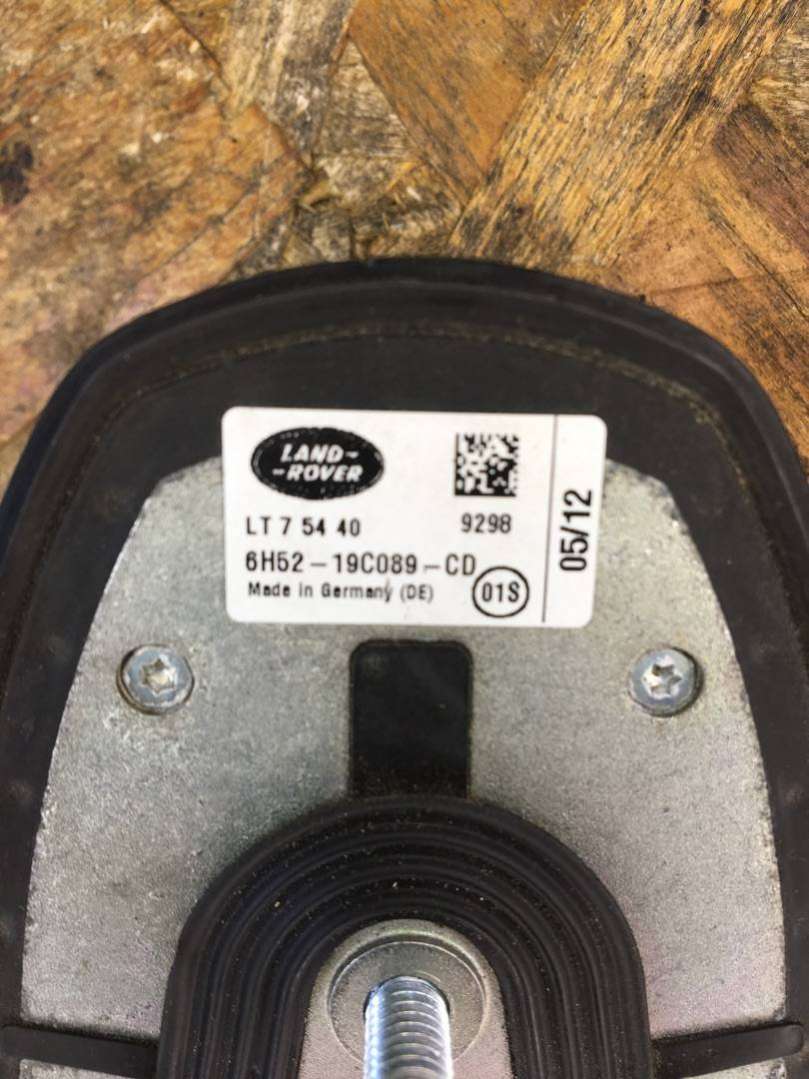 LAND-
-ROVER
LT 7 54 40
9298
6H52-19C089-CD
Made in Germany (DE)
01S
05/12